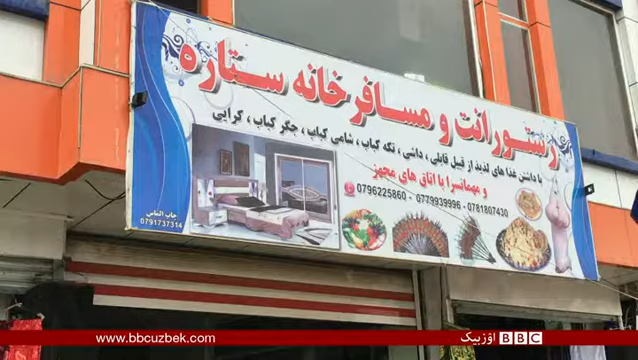 رستورانت و مسافرخانه ستاره
با داشتن غذا های لذیذ از قبیل قابلی ، داشی ، تکه کباب ، شامی کباب ، جگر کباب ، کرایی
و مهمانسرا با اتاق های مجهز
0796225860 - 0779939996 - 0781807430
چاپ الماس
0791737314
www.bbcuzbek.com
BBC اوزبیک